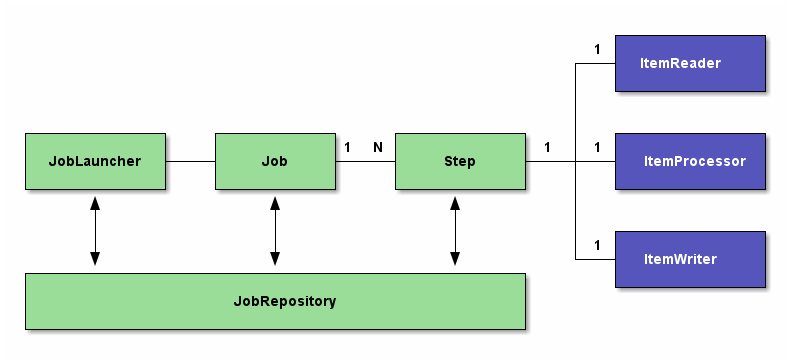 1
ItemReader
JobLauncher
Job
1
N
Step
1
1
ItemProcessor
1
ItemWriter
JobRepository